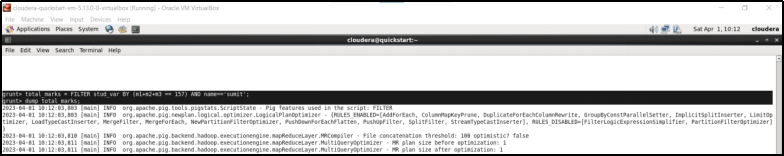 cloudera-quickstart-vm-5.13.0-0-virtualbox [Running] - Oracle VM VirtualBox
File Machine View Input Devices Help
Applications Places System Sat Apr 1, 10:12 cloudera
cloudera@quickstart:~
File Edit View Search Terminal Help
grunt> total_marks = FILTER stud_var BY (m1+m2+m3 == 157) AND name=='sumit';
grunt> dump total_marks;
2023-04-01 10:12:03,803 [main] INFO org.apache.pig.tools.pigstats.ScriptState - Pig features used in the script: FILTER
2023-04-01 10:12:03,803 [main] INFO org.apache.pig.newplan.logical.optimizer.LogicalPlanOptimizer - {RULES_ENABLED=[AddForEach, ColumnMapKeyPrune, DuplicateForEachColumnRewrite, GroupByConstParallelSetter, ImplicitSplitInserter, LimitOp
timizer, LoadTypeCastInserter, MergeFilter, MergeForEach, NewPartitionFilterOptimizer, PushDownForEachFlatten, PushUpFilter, SplitFilter, StreamTypeCastInserter], RULES_DISABLED=[FilterLogicExpressionSimplifier, PartitionFilterOptimizer]
}
2023-04-01 10:12:03,810 [main] INFO org.apache.pig.backend.hadoop.executionengine.mapReduceLayer.MRCompiler - File concatenation threshold: 100 optimistic? false
2023-04-01 10:12:03,811 [main] INFO org.apache.pig.backend.hadoop.executionengine.mapReduceLayer.MultiQueryOptimizer - MR plan size before optimization: 1
2023-04-01 10:12:03,811 [main] INFO org.apache.pig.backend.hadoop.executionengine.mapReduceLayer.MultiQueryOptimizer - MR plan size after optimization: 1